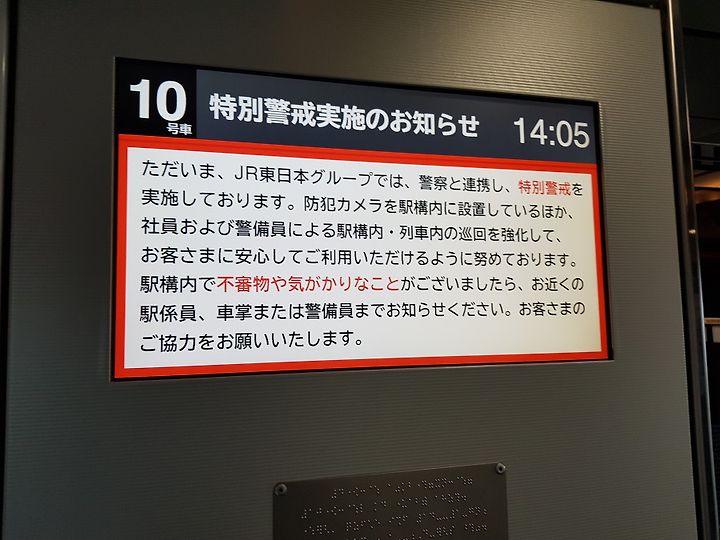 10号車 特別警戒実施のお知らせ 14:05
ただいま、JR東日本グループでは、警察と連携し、特別警戒を
実施しております。防犯カメラを駅構内に設置しているほか、
社員および警備員による駅構内・列車内の巡回を強化して、
お客さまに安心してご利用いただけるように努めております。
駅構内で不審物や気がかりなことがございましたら、お近くの
駅係員、車掌または警備員までお知らせください。お客さまの
ご協力をお願いいたします。